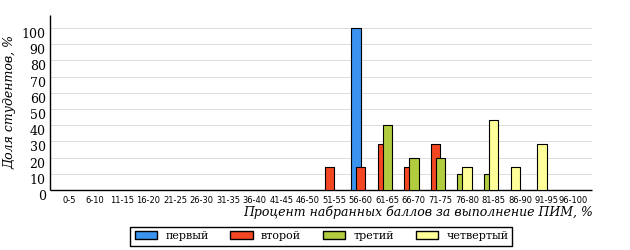 Доля студентов, %
100
90
80
70
60
50
40
30
20
10
0
0-5 6-10 11-15 16-20 21-25 26-30 31-35 36-40 41-45 46-50 51-55 56-60 61-65 66-70 71-75 76-80 81-85 86-90 91-95 96-100
Процент набранных баллов за выполнение ПИМ, %
первый второй третий четвертый